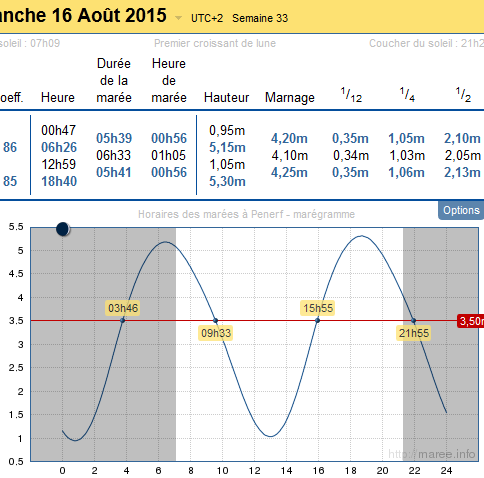 anche 16 Août 2015 UTC+2 Semaine 33
soleil : 07h09 Premier croissant de lune Coucher du soleil : 21h2
oeff. Heure Durée de la marée Heure de marée Hauteur Marnage 1/12 1/4 1/2
00h47 0,95m
86 06h26 05h39 00h56 5,15m 4,20m 0,35m 1,05m 2,10m
12h59 06h33 01h05 1,05m 4,10m 0,34m 1,03m 2,05m
85 18h40 05h41 00h56 5,30m 4,25m 0,35m 1,06m 2,13m
Options
Horaires des marées à Penerf - marégramme
5.5
5
4.5
4
03h46 15h55
3.5 3,50m
09h33 21h55
3
2.5
2
1.5
1
http://maree.info
0.5
0 2 4 6 8 10 12 14 16 18 20 22 24